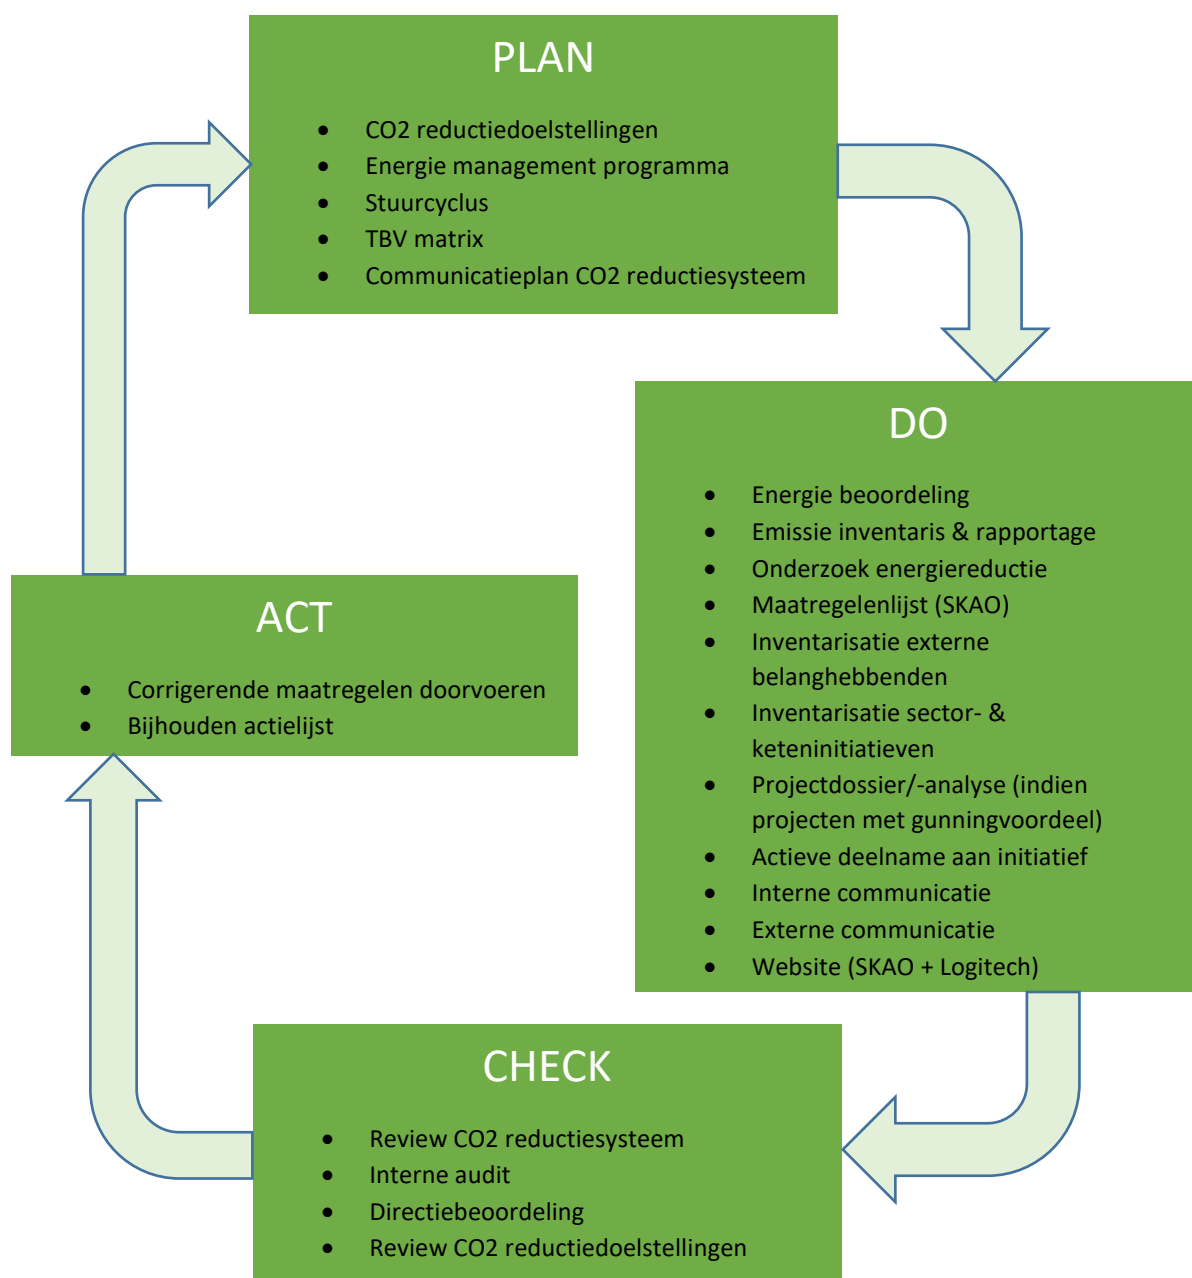 PLAN
• CO2 reductiedoelstellingen
• Energie management programma
• Stuurcyclus
• TBV matrix
• Communicatieplan CO2 reductiesysteem
DO
• Energie beoordeling
• Emissie inventaris & rapportage
• Onderzoek energiereductie
• Maatregelenlijst (SKAO)
• Inventarisatie externe
belanghebbenden
• Inventarisatie sector- &
keteninitiatieven
• Projectdossier/-analyse (indien
projecten met gunningvoordeel)
• Actieve deelname aan initiatief
• Interne communicatie
• Externe communicatie
• Website (SKAO + Logitech)
CHECK
• Review CO2 reductiesysteem
• Interne audit
• Directiebeoordeling
• Review CO2 reductiedoelstellingen
ACT
• Corrigerende maatregelen doorvoeren
• Bijhouden actielijst